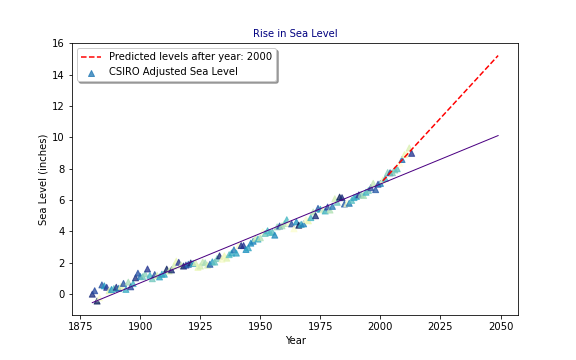 Rise in Sea Level
16
14
12
10
8
6
4
2
0
Sea Level (inches)
Predicted levels after year: 2000
CSIRO Adjusted Sea Level
1875 1900 1925 1950 1975 2000 2025 2050
Year